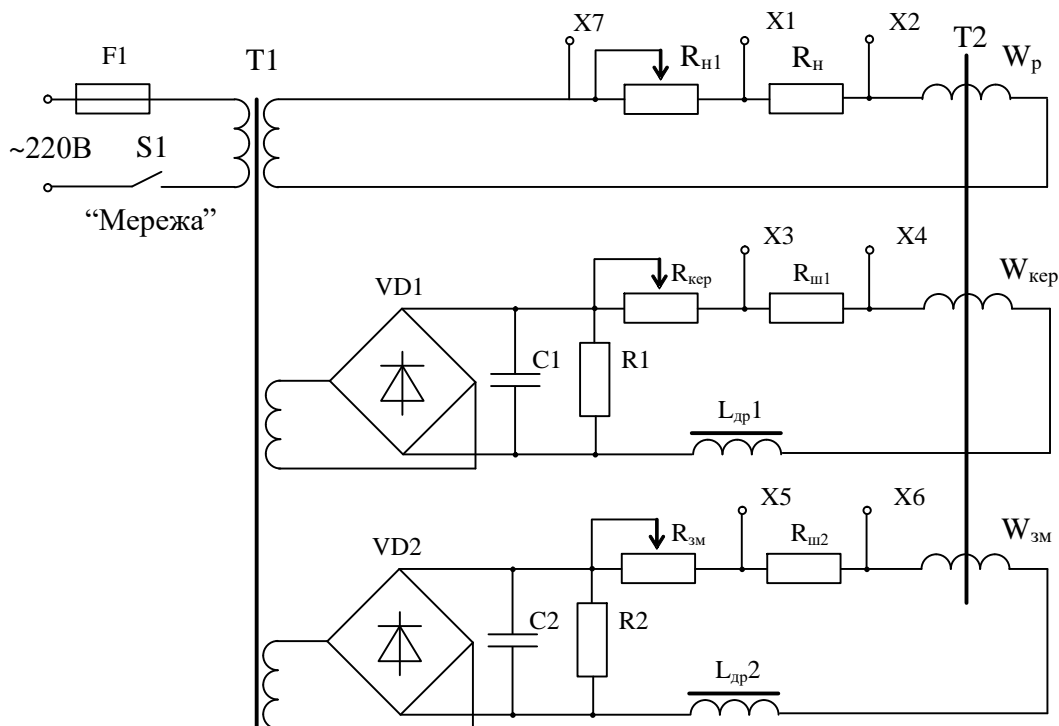 X7
X1
X2
F1
T1
Rн1
Rн
T2
Wр
~220В
S1
“Мережа”
X3
X4
VD1
Rкер
Rш1
Wкер
C1
R1
Lдр1
X5
X6
VD2
Rзм
Rш2
Wзм
C2
R2
Lдр2